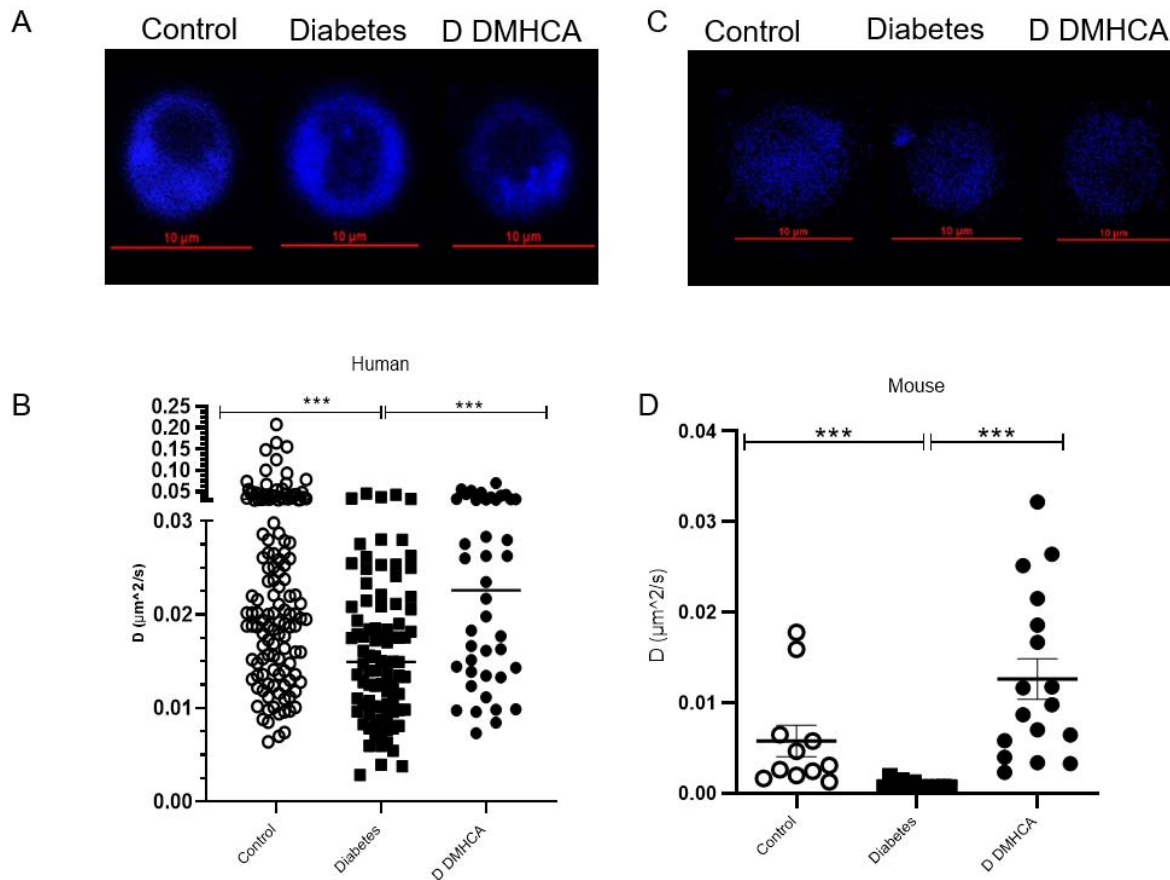 A
Control Diabetes D DMHCA
10 µm 10 µm 10 µm
C
Control Diabetes D DMHCA
10 µm 10 µm 10 µm
B
Human
*** ***
D (µm^2/s)
0.25
0.20
0.15
0.10
0.05
0.03
0.02
0.01
0.00
Control Diabetes D DMHCA
D
Mouse
*** ***
D (µm^2/s)
0.04
0.03
0.02
0.01
0.00
Control Diabetes D DMHCA